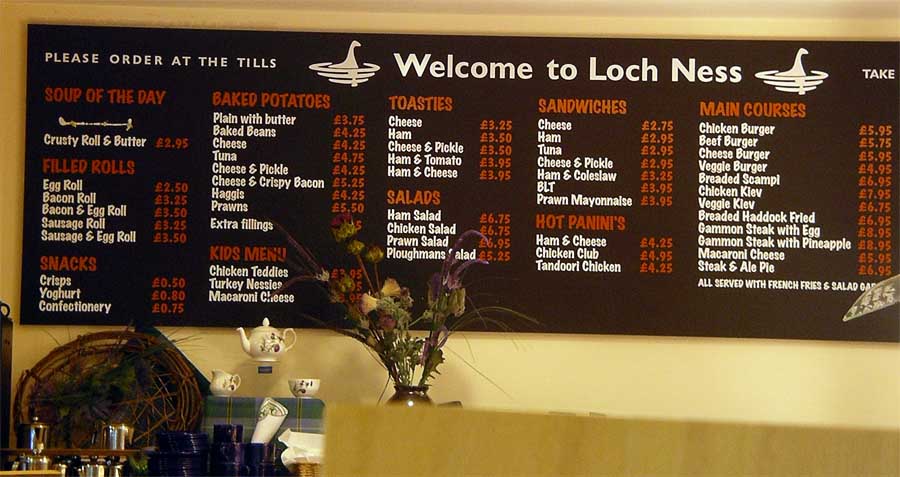 PLEASE ORDER AT THE TILLS
Welcome to Loch Ness
TAKE
SOUP OF THE DAY
Crusty Roll & Butter £2.95
FILLED ROLLS
Egg Roll £2.50
Bacon Roll £3.25
Bacon & Egg Roll £3.50
Sausage Roll £3.25
Sausage & Egg Roll £3.50
SNACKS
Crisps £0.50
Yoghurt £0.80
Confectionery £0.75
BAKED POTATOES
Plain with butter £3.75
Baked Beans £4.25
Cheese £4.25
Tuna £4.75
Cheese & Pickle £4.25
Cheese & Crispy Bacon £5.25
Haggis £4.25
Prawns £5.50
Extra fillings
KIDS MENU
Chicken Teddies £3.95
Turkey Nessies
Macaroni Cheese
TOASTIES
Cheese £3.25
Ham £3.50
Cheese & Pickle £3.50
Ham & Tomato £3.95
Ham & Cheese £3.95
SALADS
Ham Salad £6.75
Chicken Salad £6.75
Prawn Salad £6.95
Ploughmans Salad £5.25
SANDWICHES
Cheese £2.75
Ham £2.95
Tuna £2.95
Cheese & Pickle £2.95
Ham & Coleslaw £3.25
BLT £3.95
Prawn Mayonnaise £3.95
HOT PANINI'S
Ham & Cheese £4.25
Chicken Club £4.95
Tandoori Chicken £4.25
MAIN COURSES
Chicken Burger £5.95
Beef Burger £5.75
Cheese Burger £5.95
Veggie Burger £4.95
Breaded Scampi £6.95
Chicken Kiev £7.95
Veggie Kiev £6.75
Breaded Haddock Fried £6.95
Gammon Steak with Egg £8.95
Gammon Steak with Pineapple £8.95
Macaroni Cheese £5.95
Steak & Ale Pie £6.95
ALL SERVED WITH FRENCH FRIES & SALAD